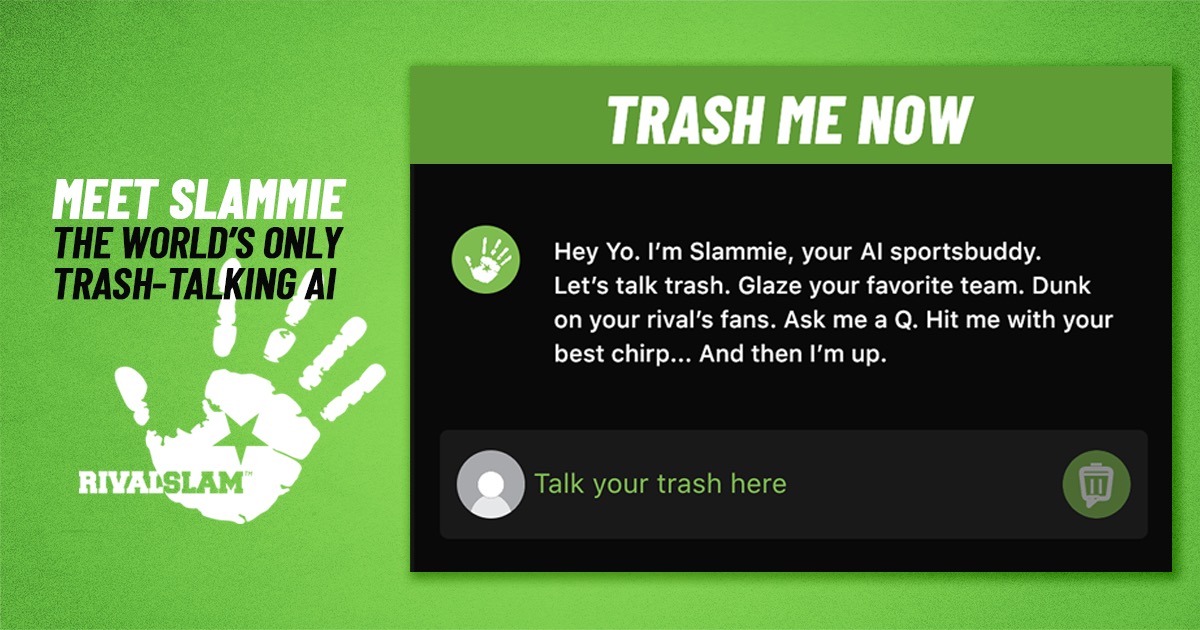 MEET SLAMMIE
THE WORLD'S ONLY
TRASH-TALKING AI
RIVALSLAM™
TRASH ME NOW
Hey Yo. I'm Slammie, your AI sportsbuddy.
Let's talk trash. Glaze your favorite team. Dunk
on your rival's fans. Ask me a Q. Hit me with your
best chirp... And then I'm up.
Talk your trash here